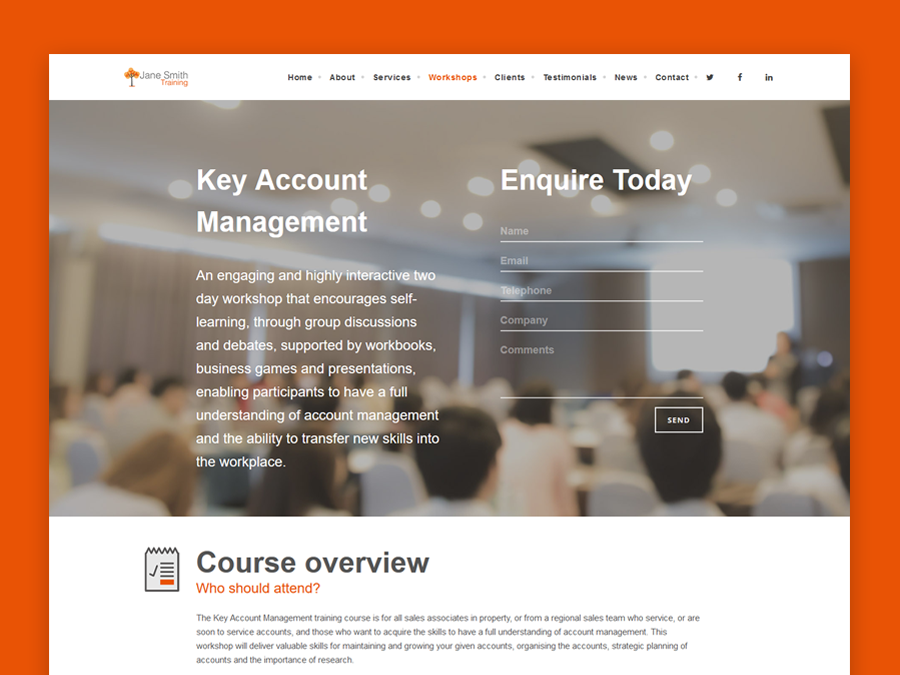 Jane Smith
Training
Home
About
Services
Workshops
Clients
Testimonials
News
Contact
Key Account
Management
An engaging and highly interactive two
day workshop that encourages self-
learning, through group discussions
and debates, supported by workbooks,
business games and presentations,
enabling participants to have a full
understanding of account management
and the ability to transfer new skills into
the workplace.
Enquire Today
Name
Email
Telephone
Company
Comments
SEND
Course overview
Who should attend?
The Key Account Management training course is for all sales associates in property, or from a regional sales team who service, or are
soon to service accounts, and those who want to acquire the skills to have a full understanding of account management. This
workshop will deliver valuable skills for maintaining and growing your given accounts, organising the accounts, strategic planning of
accounts and the importance of research.